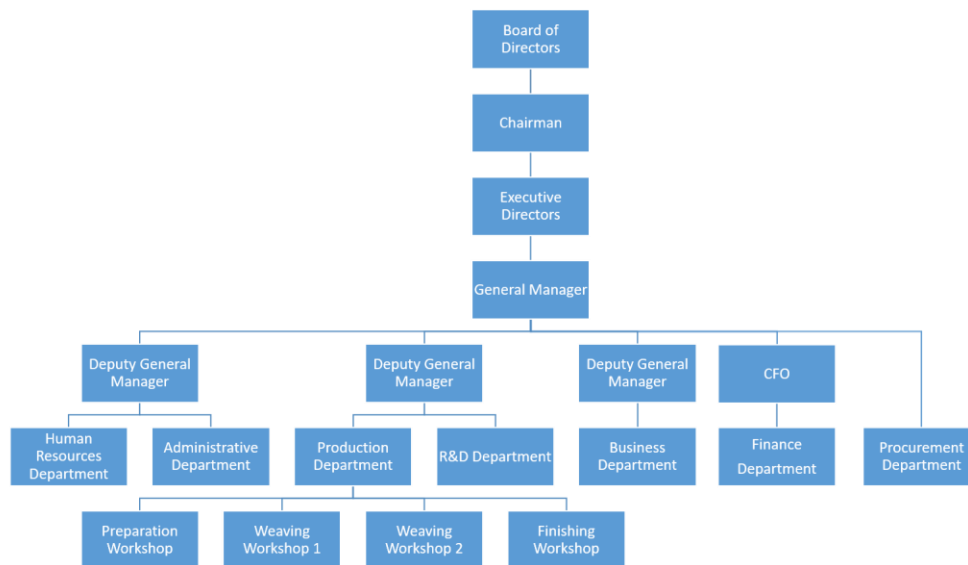 Board of
Directors
Chairman
Executive
Directors
General Manager
Deputy General
Manager
Deputy General
Manager
Deputy General
Manager
CFO
Human
Resources
Department
Administrative
Department
Production
Department
R&D Department
Business
Department
Finance
Department
Procurement
Department
Preparation
Workshop
Weaving
Workshop 1
Weaving
Workshop 2
Finishing
Workshop